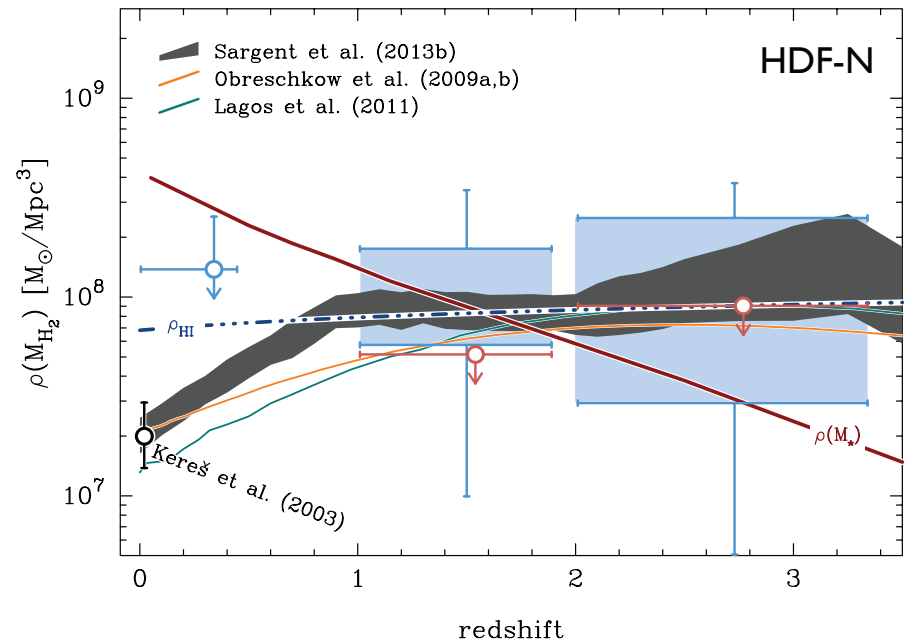 Sargent et al. (2013b)
Obreschkow et al. (2009a,b)
Lagos et al. (2011)
HDF-N
10⁹
10⁸
10⁷
ρ(M_H₂) [M_⊙/Mpc³]
ρ_HI
Kereš et al. (2003)
ρ(M_★)
0 1 2 3
redshift